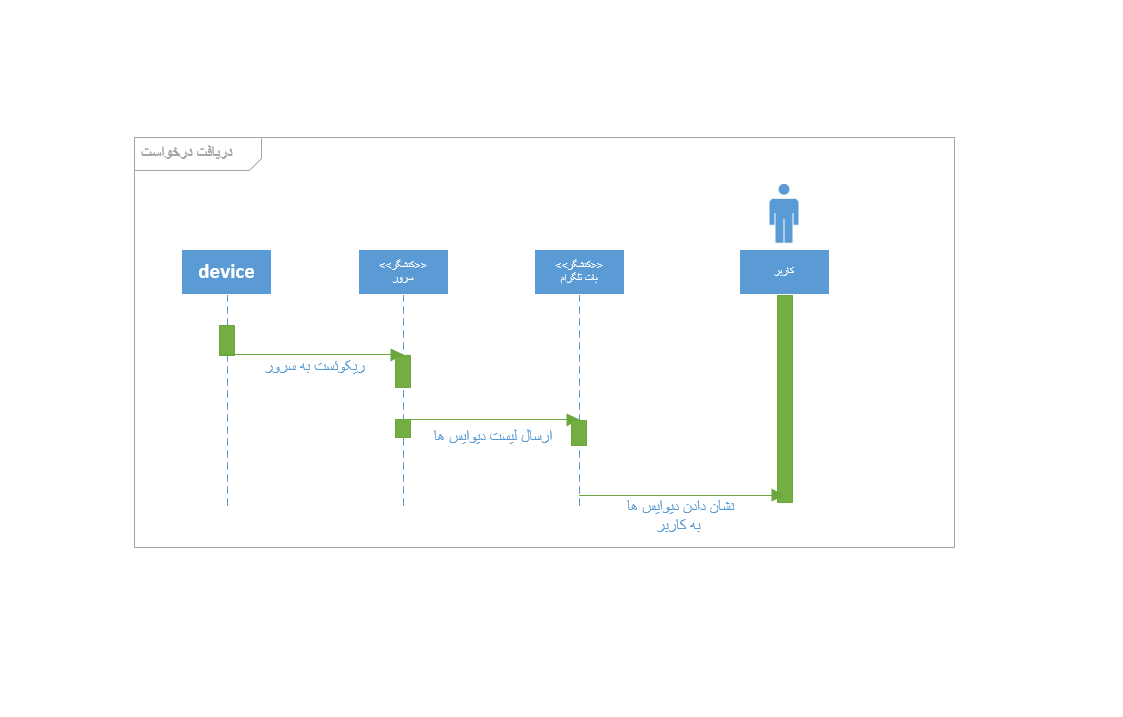 دریافت درخواست
device
<<کنشگر>>
سرور
<<کنشگر>>
بات تلگرام
کاربر
ریکوئست به سرور
ارسال لیست دیوایس ها
نشان دادن دیوایس ها
به کاربر